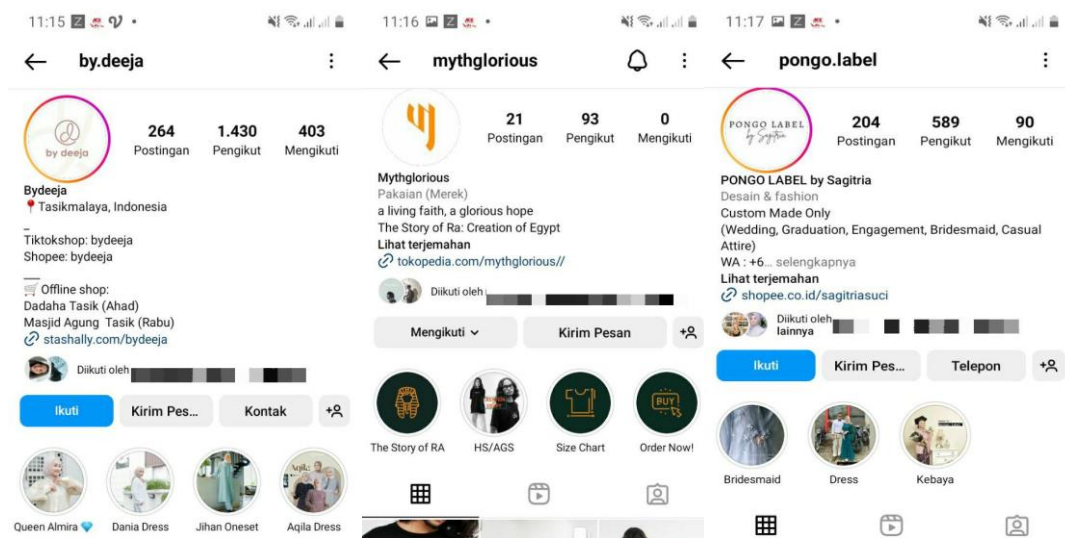 11:15
by.deeja
by deeja
264
1.430
403
Postingan
Pengikut
Mengikuti
Bydeeja
Tasikmalaya, Indonesia
_
Tiktokshop: bydeeja
Shopee: bydeeja
__
Offline shop:
Dadaha Tasik (Ahad)
Masjid Agung Tasik (Rabu)
stashally.com/bydeeja
Diikuti oleh
Ikuti
Kirim Pes...
Kontak
Queen Almira
Dania Dress
Jihan Oneset
Aqila Dress
11:16
mythglorious
21
93
0
Postingan
Pengikut
Mengikuti
Mythglorious
Pakaian (Merek)
a living faith, a glorious hope
The Story of Ra: Creation of Egypt
Lihat terjemahan
tokopedia.com/mythglorious//
Diikuti oleh
Mengikuti
Kirim Pesan
BUY
The Story of RA
HS/AGS
Size Chart
Order Now!
11:17
pongo.label
PONGO LABEL
by Sagitria
204
589
90
Postingan
Pengikut
Mengikuti
PONGO LABEL by Sagitria
Desain & fashion
Custom Made Only
(Wedding, Graduation, Engagement, Bridesmaid, Casual
Attire)
WA : +6... selengkapnya
Lihat terjemahan
shopee.co.id/sagitriasuci
Diikuti oleh
lainnya
Ikuti
Kirim Pes...
Telepon
Bridesmaid
Dress
Kebaya